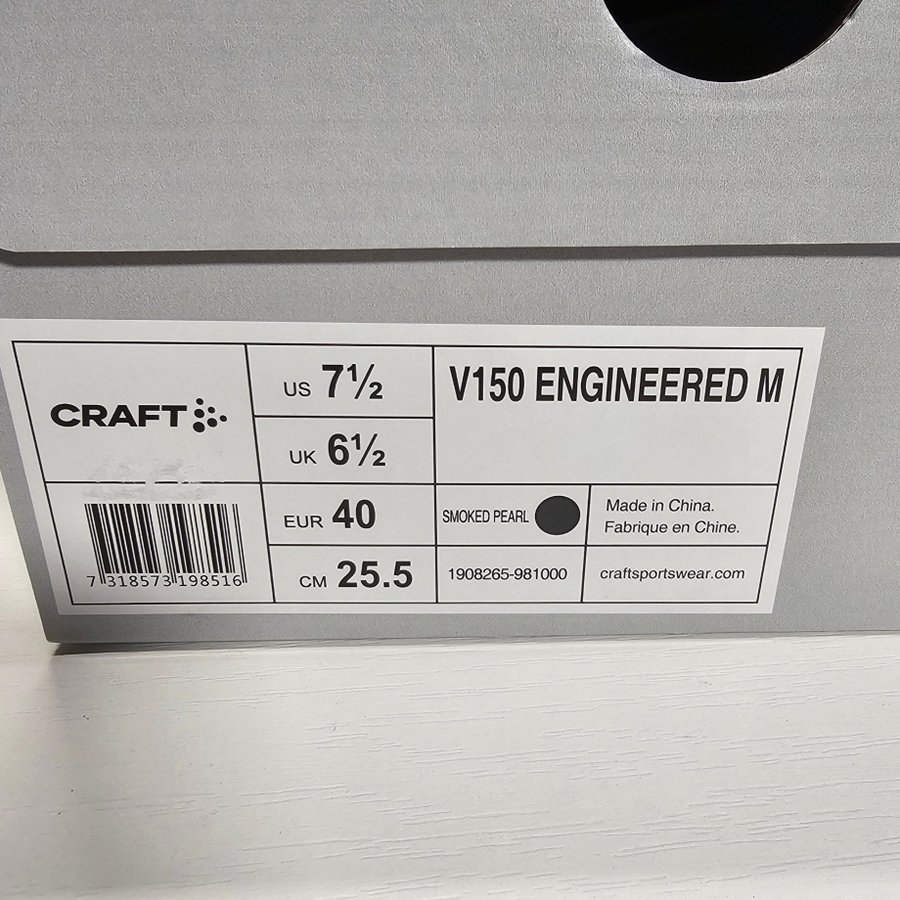 CRAFT
US 7½
UK 6½
EUR 40
CM 25.5
V150 ENGINEERED M
SMOKED PEARL
Made in China.
Fabrique en Chine.
1908265-981000
craftsportswear.com
7 318573 198516